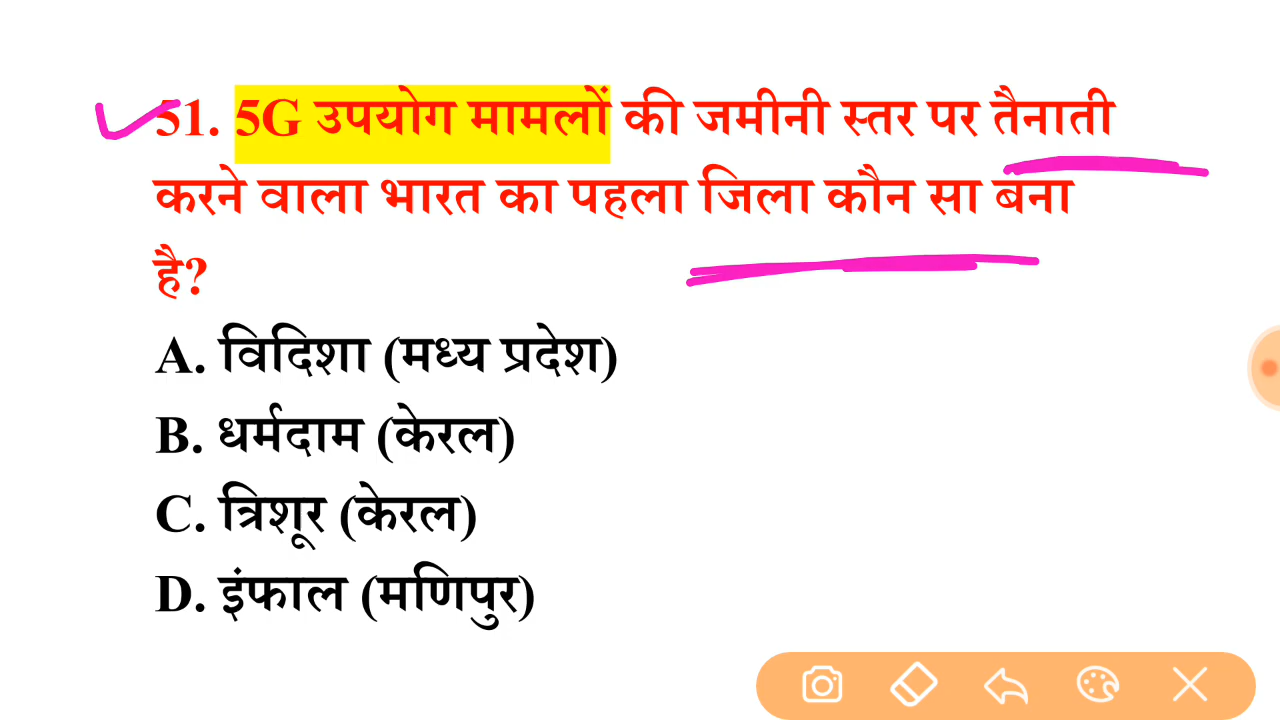 51. 5G उपयोग मामलों की जमीनी स्तर पर तैनाती
करने वाला भारत का पहला जिला कौन सा बना
है?
A. विदिशा (मध्य प्रदेश)
B. धर्मदाम (केरल)
C. त्रिशूर (केरल)
D. इंफाल (मणिपुर)